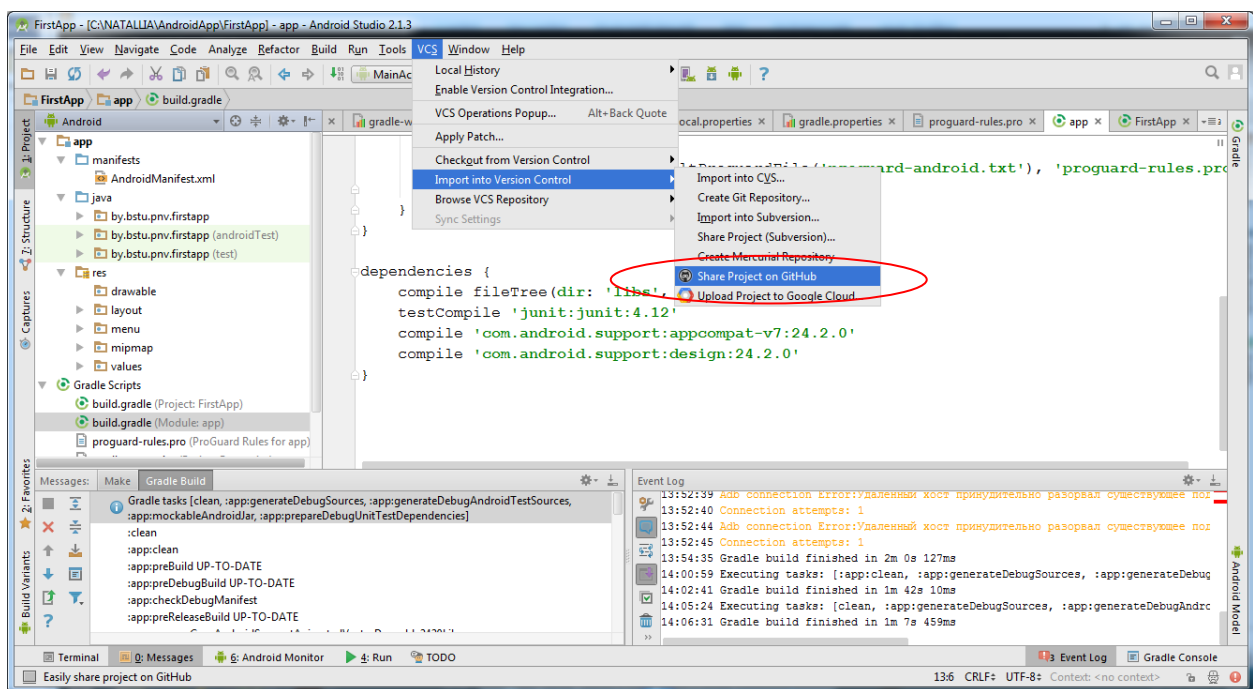 FirstApp - [C:\NATALLIA\AndroidApp\FirstApp] - app - Android Studio 2.1.3
File Edit View Navigate Code Analyze Refactor Build Run Tools VCS Window Help
MainAc
FirstApp app build.gradle
Android
gradle-w
ocal.properties
gradle.properties
proguard-rules.pro
app
FirstApp
Local History
Enable Version Control Integration...
VCS Operations Popup... Alt+Back Quote
Apply Patch...
Checkout from Version Control
Import into Version Control
Browse VCS Repository
Sync Settings
Import into CVS...
Create Git Repository...
Import into Subversion...
Share Project (Subversion)...
Create Mercurial Repository
Share Project on GitHub
Upload Project to Google Cloud
1: Project
7: Structure
Captures
2: Favorites
Build Variants
Gradle
Android Model
app
manifests
AndroidManifest.xml
java
by.bstu.pnv.firstapp
by.bstu.pnv.firstapp (androidTest)
by.bstu.pnv.firstapp (test)
res
drawable
layout
menu
mipmap
values
Gradle Scripts
build.gradle (Project: FirstApp)
build.gradle (Module: app)
proguard-rules.pro (ProGuard Rules for app)
ard-android.txt'), 'proguard-rules.pro
}
}
dependencies {
compile fileTree(dir: 'libs',
testCompile 'junit:junit:4.12'
compile 'com.android.support:appcompat-v7:24.2.0'
compile 'com.android.support:design:24.2.0'
}
Messages: Make Gradle Build
Gradle tasks [clean, :app:generateDebugSources, :app:generateDebugAndroidTestSources,
:app:mockableAndroidJar, :app:prepareDebugUnitTestDependencies]
:clean
:app:clean
:app:preBuild UP-TO-DATE
:app:preDebugBuild UP-TO-DATE
:app:checkDebugManifest
:app:preReleaseBuild UP-TO-DATE
Event Log
13:52:39 Adb connection Error:Удаленный хост принудительно разорвал существующее по
13:52:40 Connection attempts: 1
13:52:44 Adb connection Error:Удаленный хост принудительно разорвал существующее по
13:52:45 Connection attempts: 1
13:54:35 Gradle build finished in 2m 0s 127ms
14:00:59 Executing tasks: [:app:clean, :app:generateDebugSources, :app:generateDebug
14:02:41 Gradle build finished in 1m 42s 10ms
14:05:24 Executing tasks: [clean, :app:generateDebugSources, :app:generateDebugAndro
14:06:31 Gradle build finished in 1m 7s 459ms
Terminal 0: Messages 6: Android Monitor 4: Run TODO
3 Event Log Gradle Console
Easily share project on GitHub
13:6 CRLF UTF-8 Context: <no context>